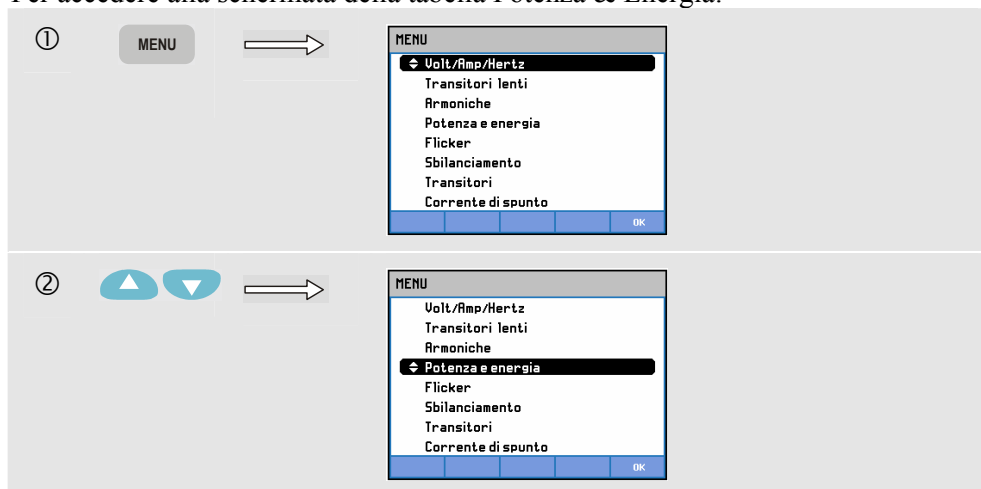 Per accedere alla schermata della tabella Potenza & Energia:
①
MENU
MENU
Volt/Amp/Hertz
Transitori lenti
Armoniche
Potenza e energia
Flicker
Sbilanciamento
Transitori
Corrente di spunto
OK
②
MENU
Volt/Amp/Hertz
Transitori lenti
Armoniche
Potenza e energia
Flicker
Sbilanciamento
Transitori
Corrente di spunto
OK